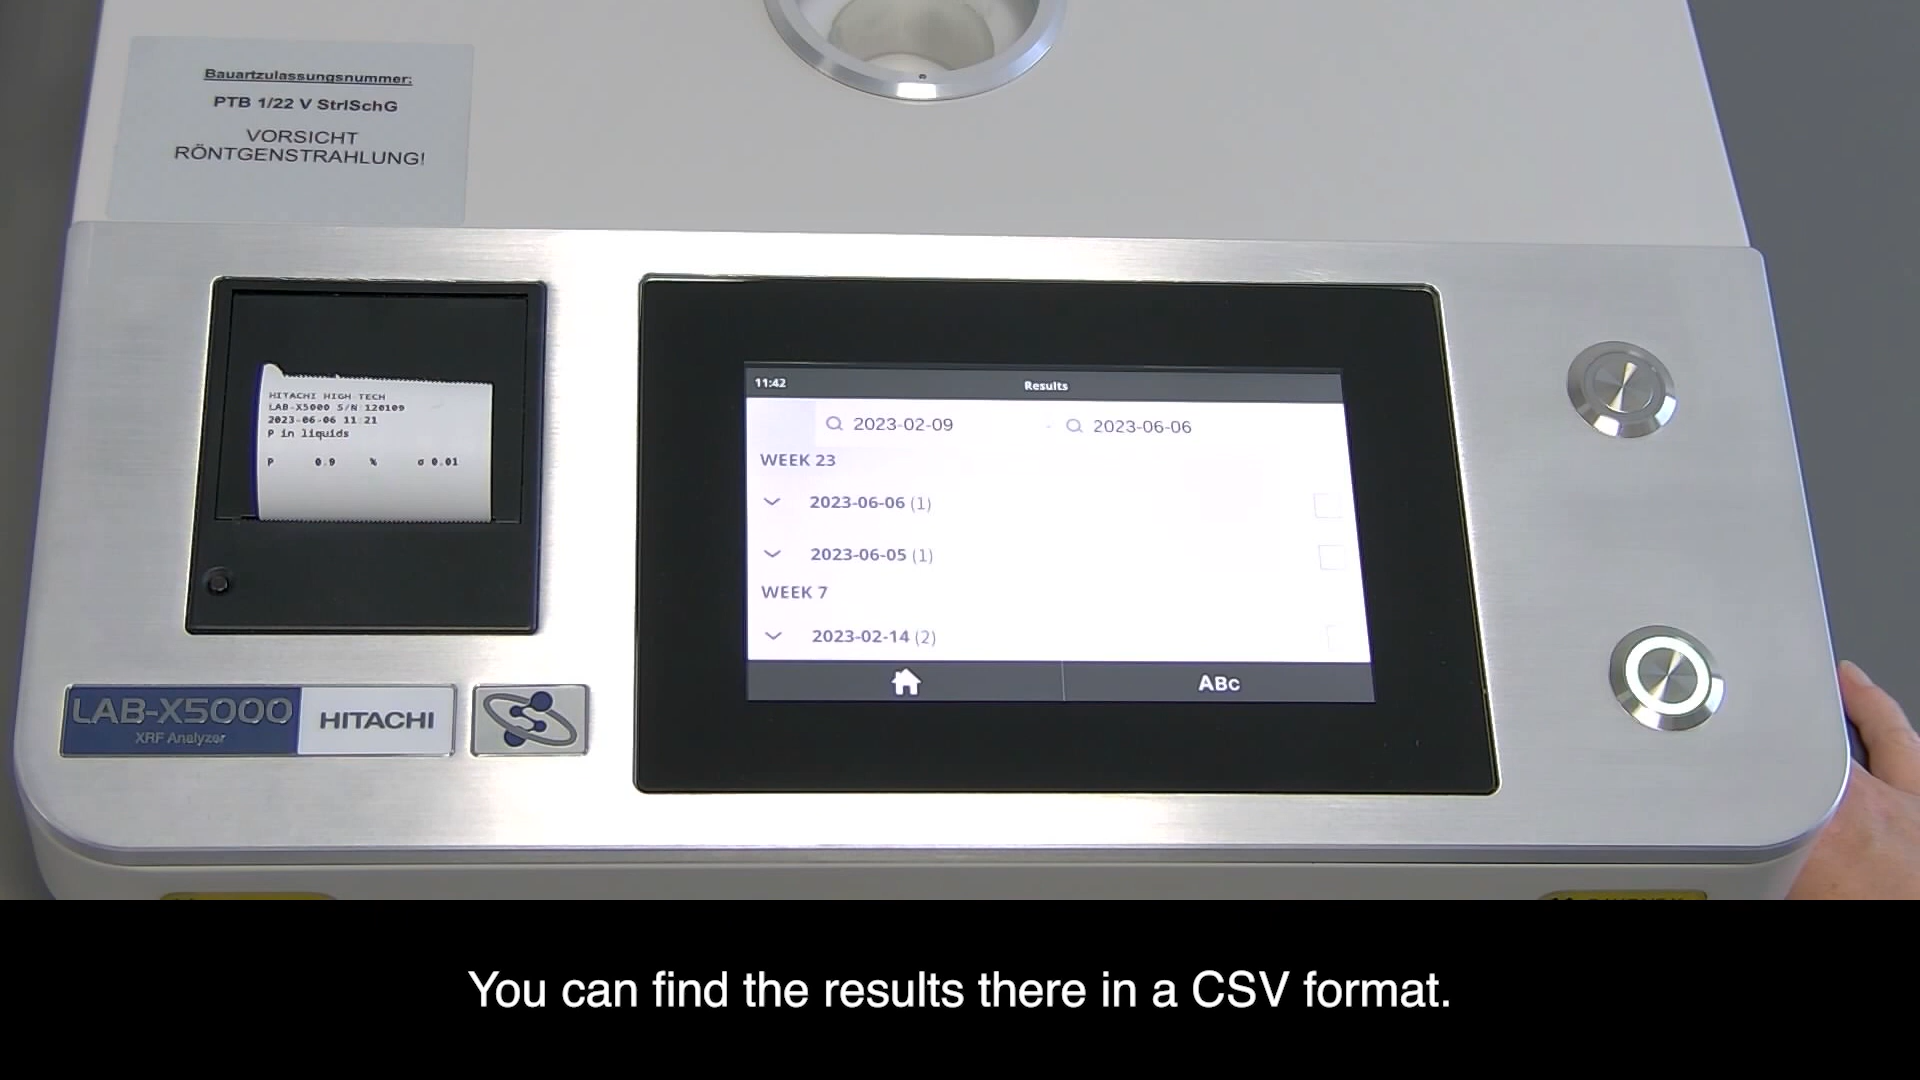 Bauartzulassungsnummer:
PTB 1/22 V StrlSchG
VORSICHT
RÖNTGENSTRAHLUNG!
HITACHI HIGH TECH
LAB-X5000 S/N 120109
2023-06-06 11 21
P in liquids
P 0.9 % σ 0.01
11:42 Results
2023-02-09 - 2023-06-06
WEEK 23
2023-06-06 (1)
2023-06-05 (1)
WEEK 7
2023-02-14 (2)
ABC
LAB-X5000
XRF Analyzer
HITACHI
You can find the results there in a CSV format.